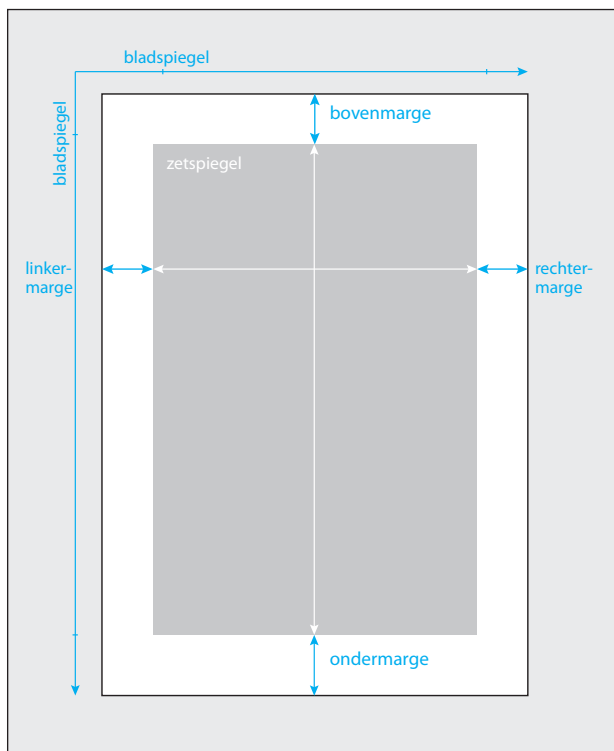 bladspiegel
bladspiegel
bovenmarge
zetspiegel
linker-
marge
rechter-
marge
ondermarge